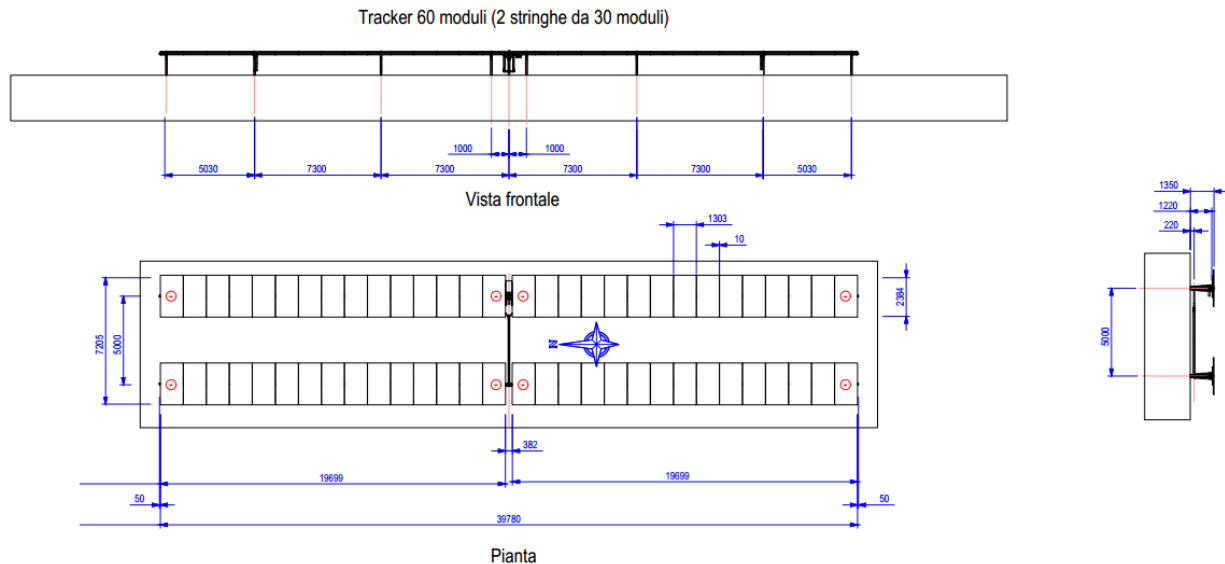 Tracker 60 moduli (2 stringhe da 30 moduli)
1000 1000
5030 7300 7300 7300 7300 5030
Vista frontale
1350
1220
220
1303
10
2384
7205
5000
N
5000
382
19699 19699
50 50
39780
Pianta